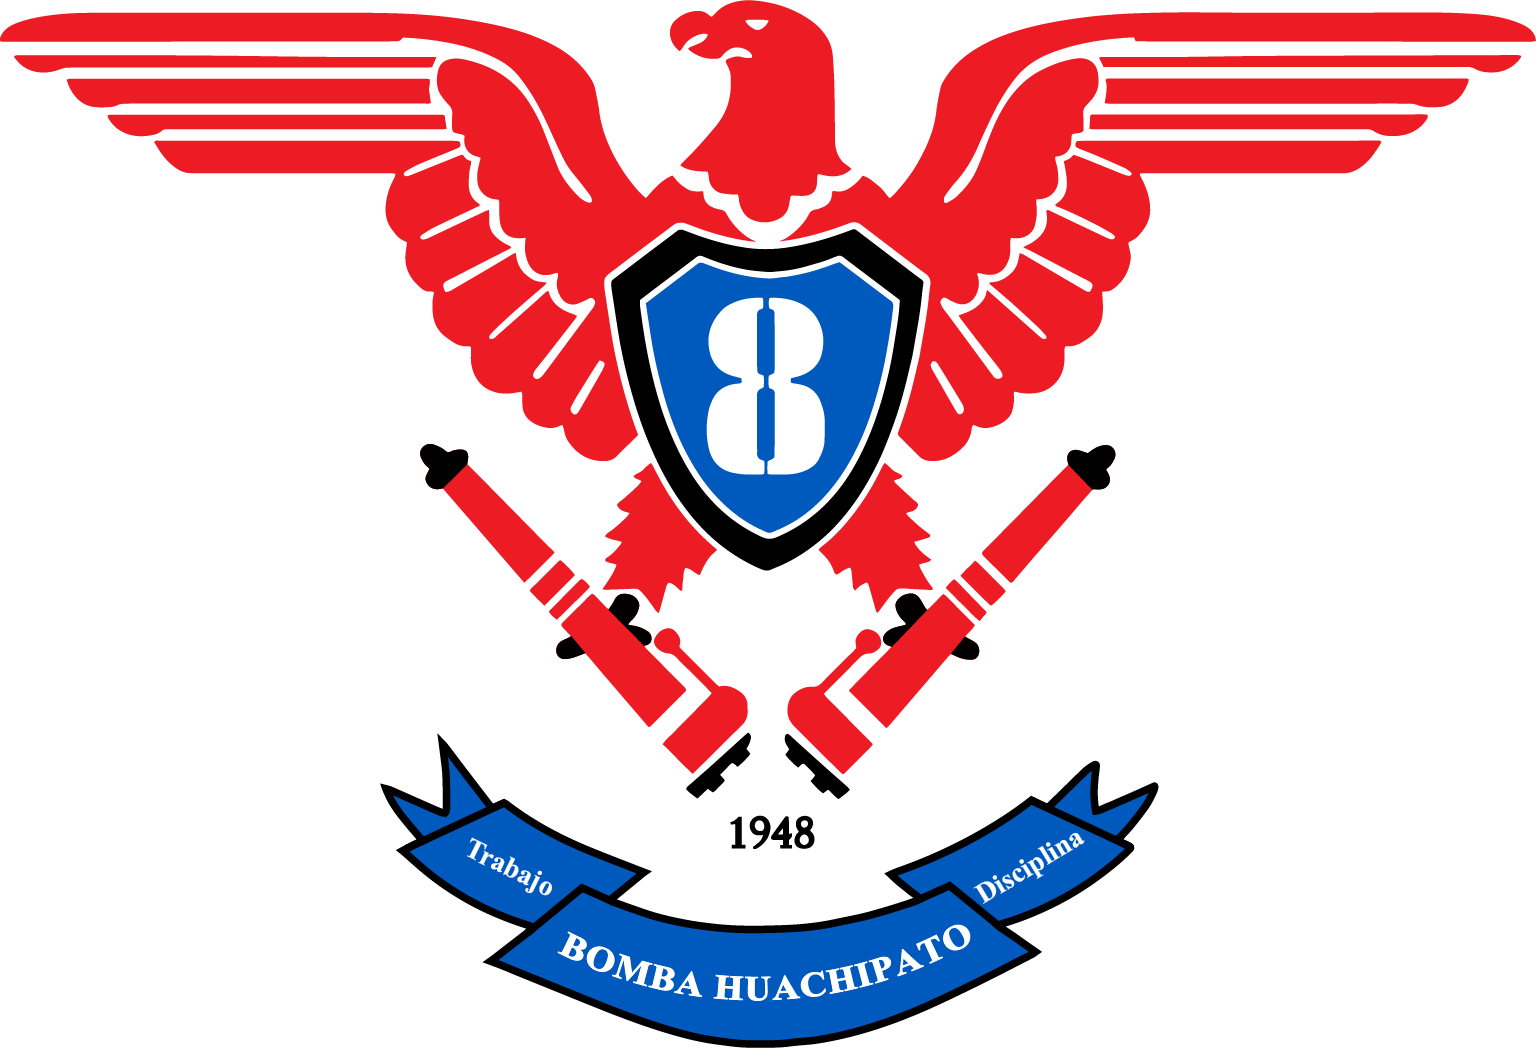 8
1948
Trabajo
Disciplina
BOMBA HUACHIPATO